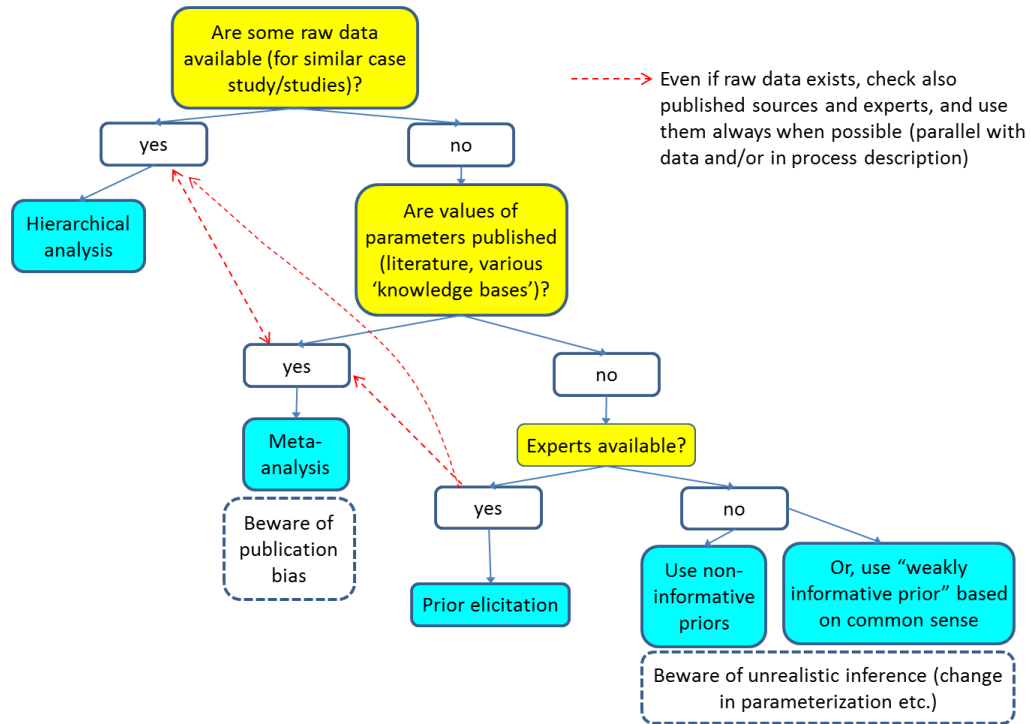 Are some raw data
available (for similar case
study/studies)?
Even if raw data exists, check also
published sources and experts, and use
them always when possible (parallel with
data and/or in process description)
yes
no
Hierarchical
analysis
Are values of
parameters published
(literature, various
‘knowledge bases’)?
yes
no
Meta-
analysis
Experts available?
Beware of
publication
bias
yes
no
Prior elicitation
Use non-
informative
priors
Or, use “weakly
informative prior” based
on common sense
Beware of unrealistic inference (change
in parameterization etc.)